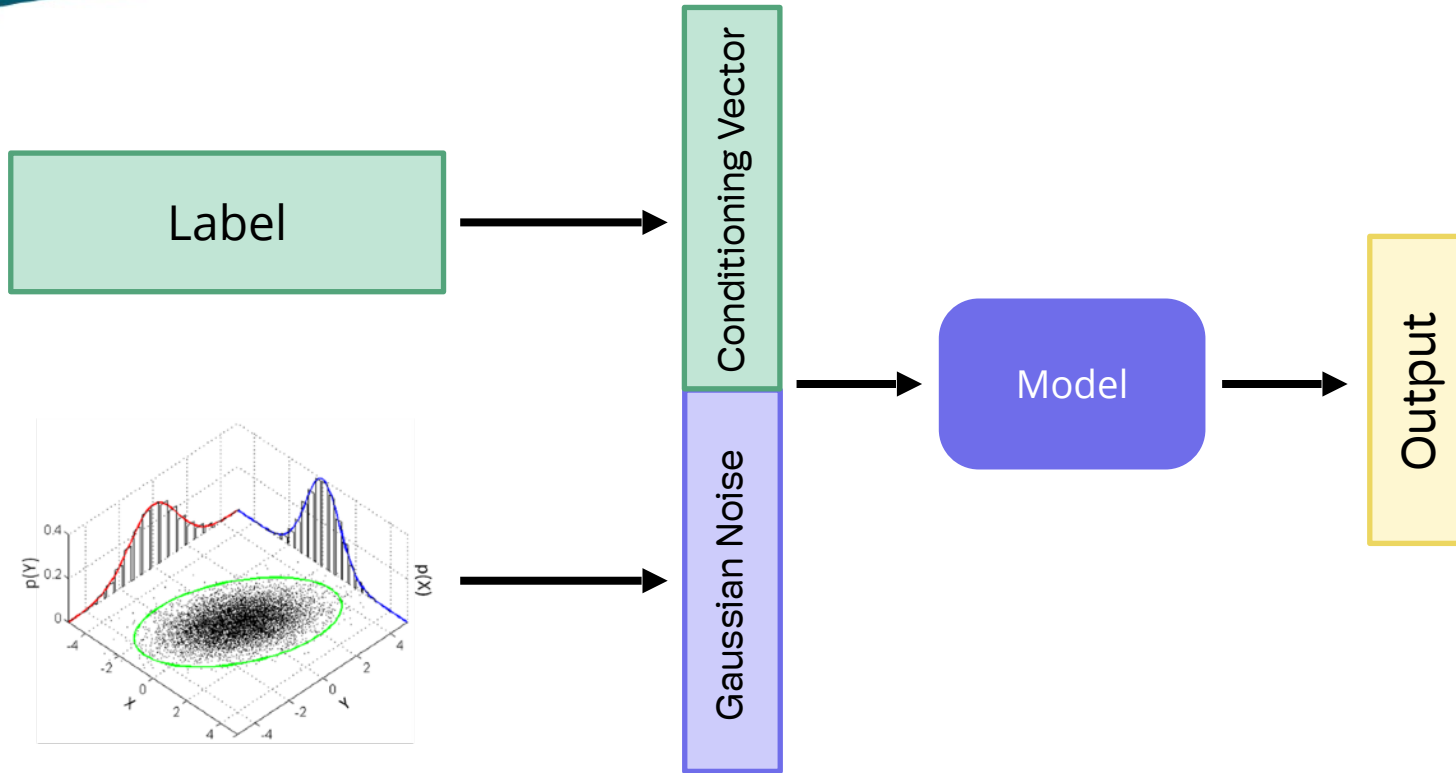 Label
Conditioning Vector
Gaussian Noise
Model
Output
p(Y)
0.4
0.2
0
p(X)
-4
-2
0
2
4
X
-4
-2
0
2
4
Y